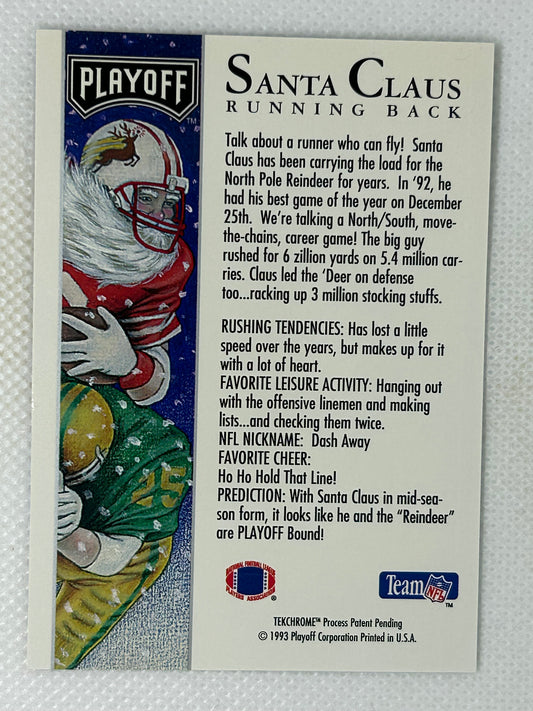 PLAYOFF
TM
SANTA CLAUS
RUNNING BACK
Talk about a runner who can fly! Santa
Claus has been carrying the load for the
North Pole Reindeer for years. In '92, he
had his best game of the year on December
25th. We're talking a North/South, move-
the-chains, career game! The big guy
rushed for 6 zillion yards on 5.4 million car-
ries. Claus led the 'Deer on defense
too...racking up 3 million stocking stuffs.
RUSHING TENDENCIES: Has lost a little
speed over the years, but makes up for it
with a lot of heart.
FAVORITE LEISURE ACTIVITY: Hanging out
with the offensive linemen and making
lists...and checking them twice.
NFL NICKNAME: Dash Away
FAVORITE CHEER:
Ho Ho Hold That Line!
PREDICTION: With Santa Claus in mid-sea-
son form, it looks like he and the "Reindeer"
are PLAYOFF Bound!
25
NATIONAL FOOTBALL LEAGUE
PLAYERS ASSOCIATION
®
Team NFL
TM
TEKCHROME™ Process Patent Pending
© 1993 Playoff Corporation Printed in U.S.A.